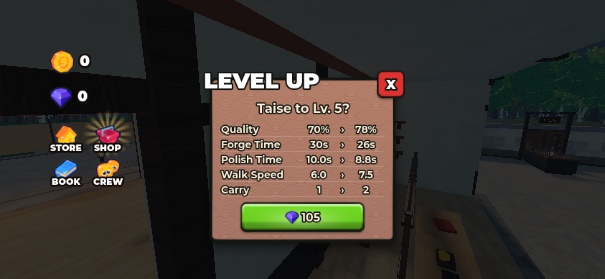 0
0
STORE SHOP
BOOK CREW
LEVEL UP
X
Taise to Lv. 5?
Quality 70% › 78%
Forge Time 30s › 26s
Polish Time 10.0s › 8.8s
Walk Speed 6.0 › 7.5
Carry 1 › 2
105